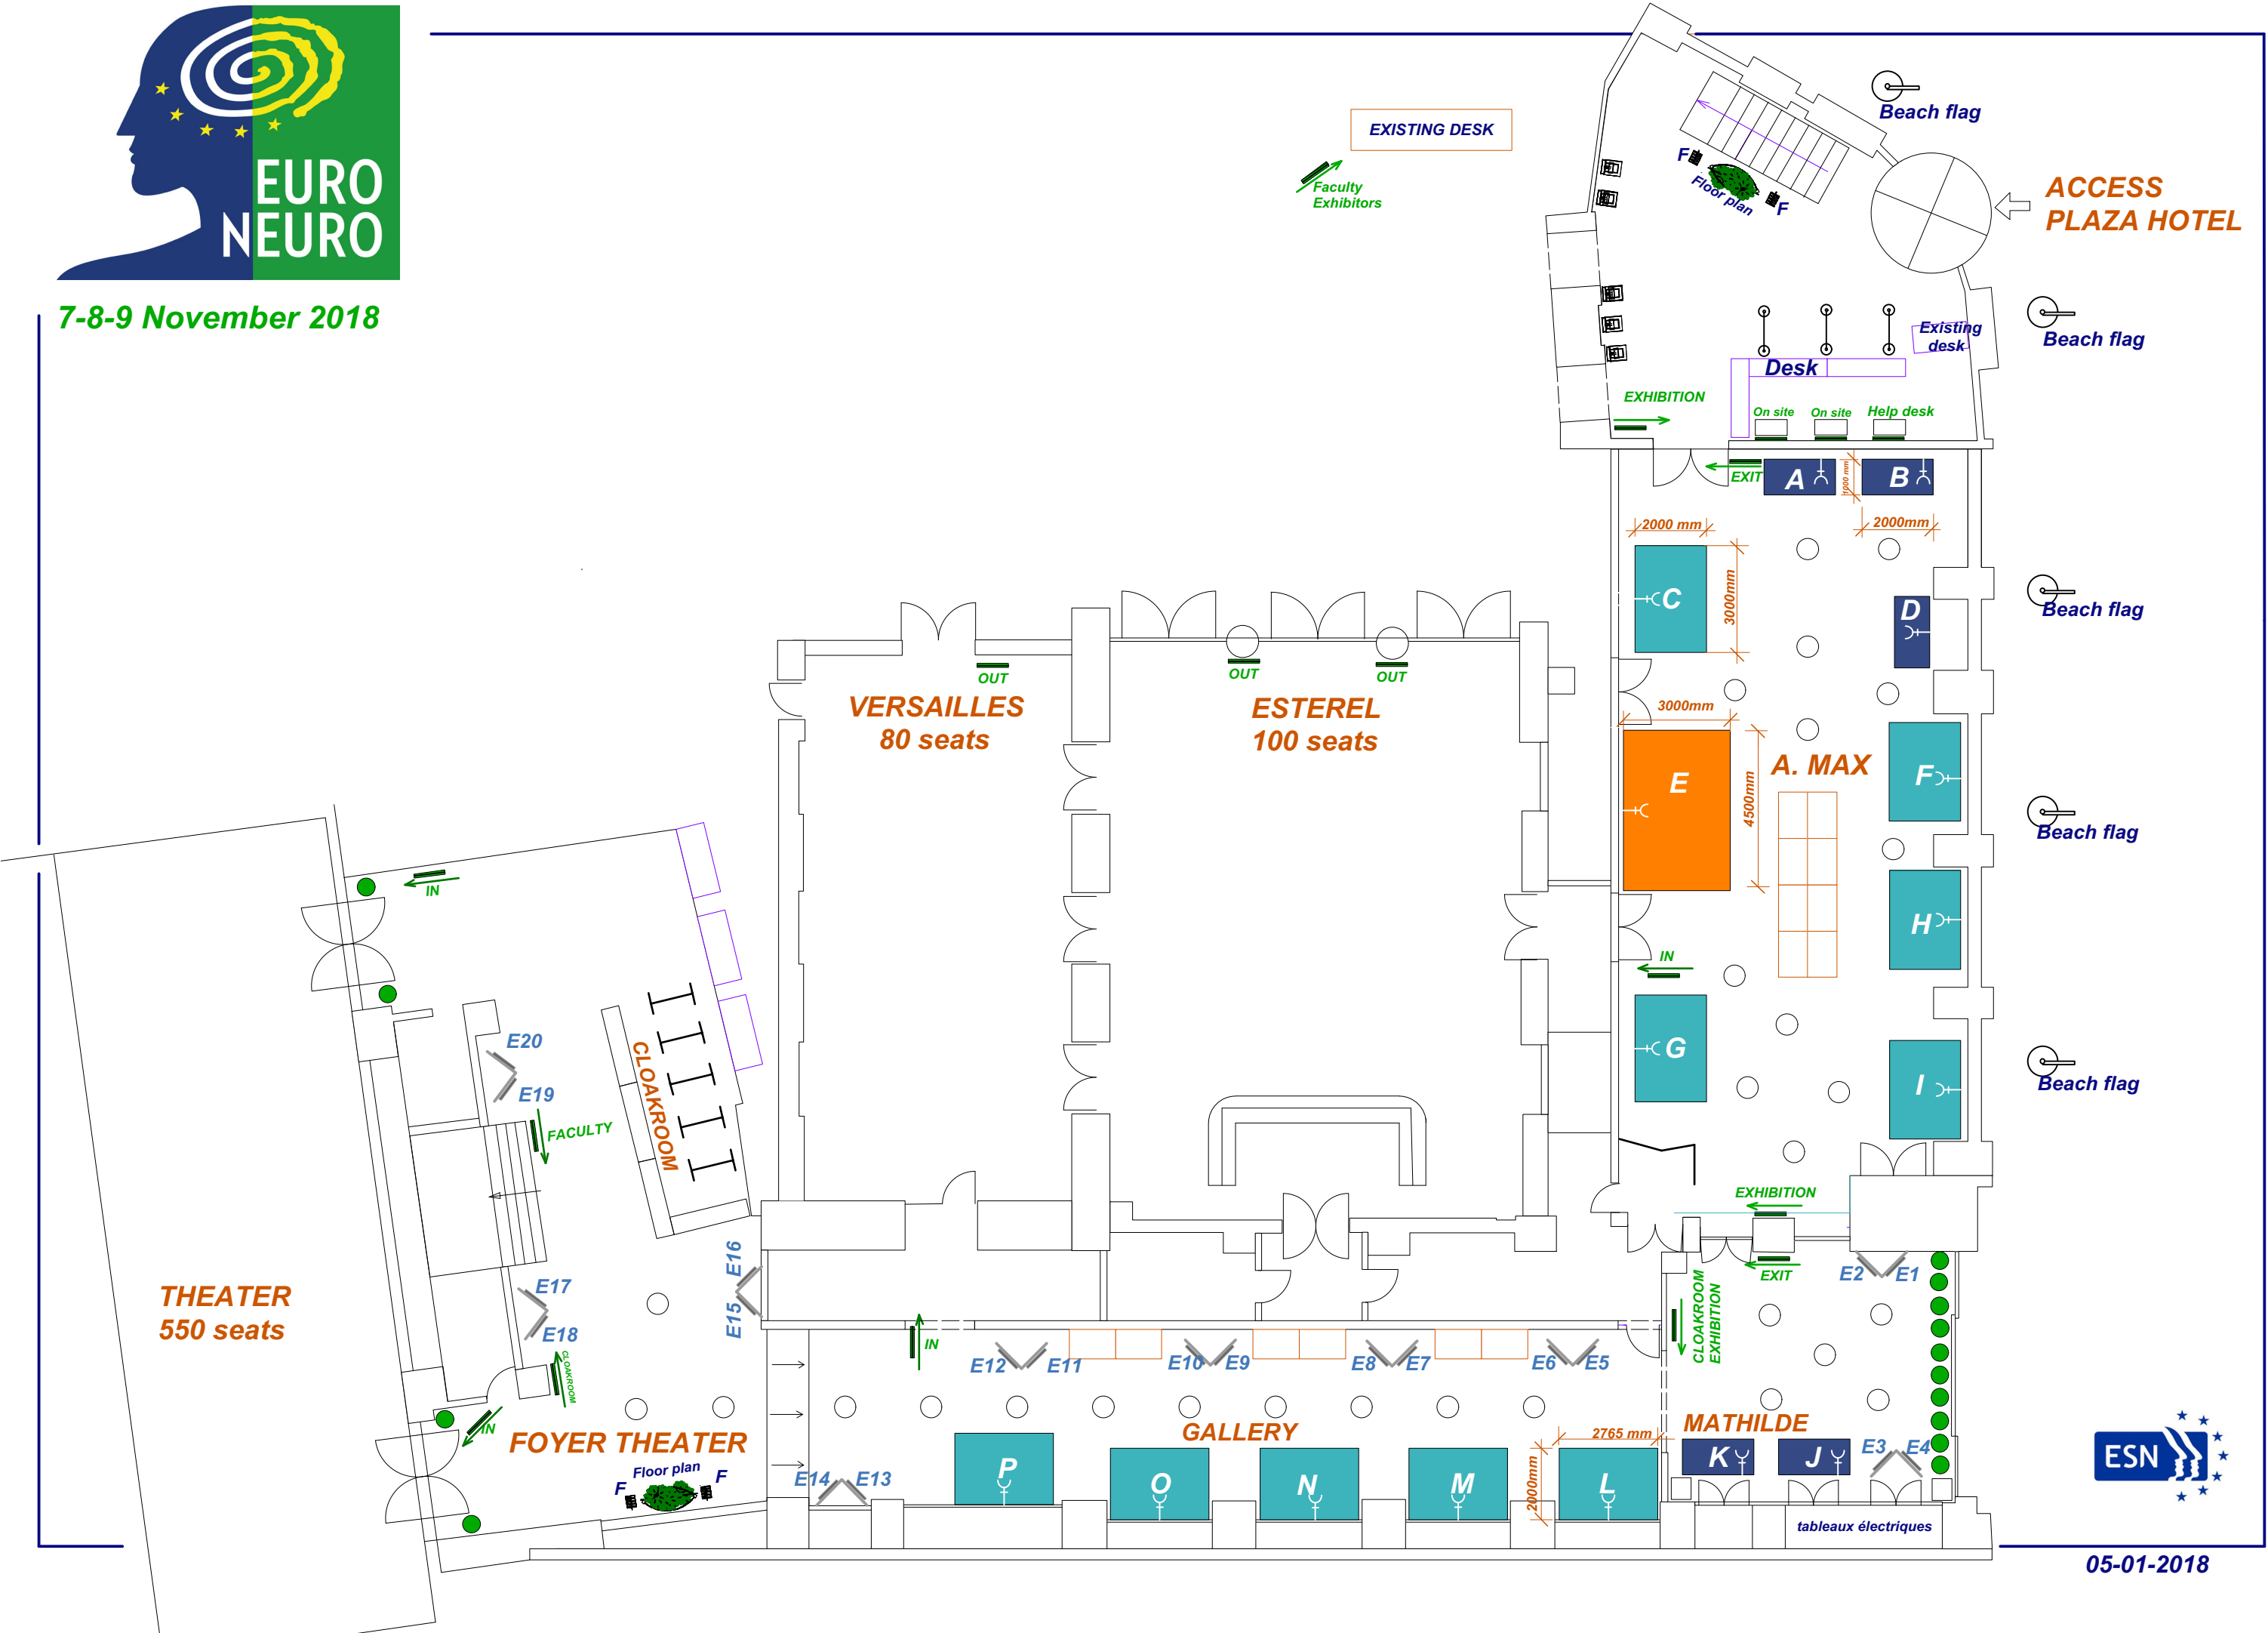 EURO
NEURO
7-8-9 November 2018
EXISTING DESK
Faculty
Exhibitors
Beach flag
F
Floor plan
F
ACCESS
PLAZA HOTEL
Existing
desk
Beach flag
Desk
EXHIBITION
On site
On site
Help desk
EXIT
A
1000 mm
B
2000 mm
2000mm
C
3000mm
D
Beach flag
OUT
OUT
OUT
VERSAILLES
80 seats
ESTEREL
100 seats
3000mm
E
4500mm
A. MAX
F
Beach flag
IN
H
IN
G
I
Beach flag
E20
E19
FACULTY
CLOAKROOM
EXHIBITION
EXIT
E2
E1
CLOAKROOM
EXHIBITION
E16
E15
THEATER
550 seats
E17
E18
CLOAKROOM
IN
IN
E12
E11
E10
E9
E8
E7
E6
E5
FOYER THEATER
Floor plan
F
F
E14
E13
GALLERY
2765 mm
2000mm
MATHILDE
P
O
N
M
L
K
J
E3
E4
tableaux électriques
ESN
05-01-2018